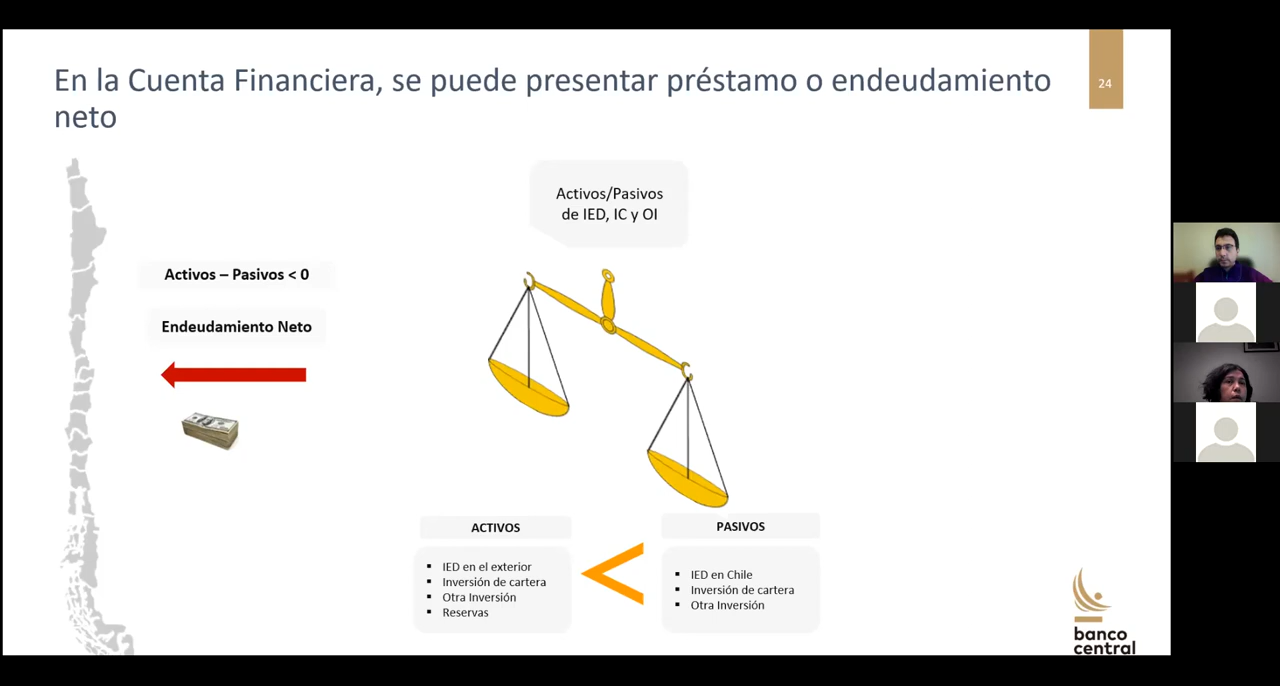 En la Cuenta Financiera, se puede presentar préstamo o endeudamiento
neto
24
Activos/Pasivos
de IED, IC y OI
Activos – Pasivos < 0
Endeudamiento Neto
ACTIVOS
▪ IED en el exterior
▪ Inversión de cartera
▪ Otra Inversión
▪ Reservas
<
PASIVOS
▪ IED en Chile
▪ Inversión de cartera
▪ Otra Inversión
banco
central